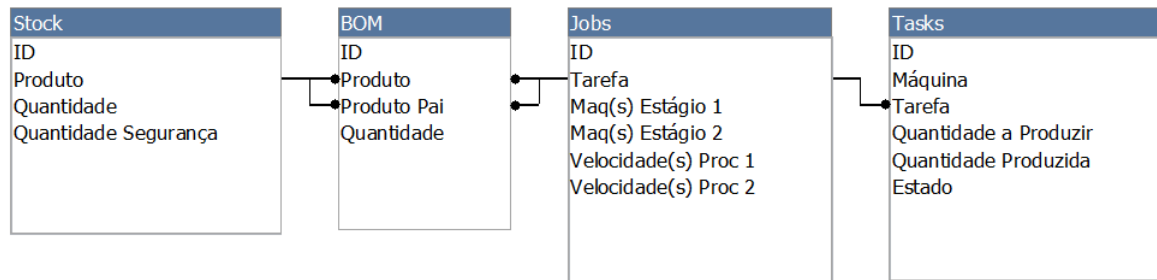 Stock
ID
Produto
Quantidade
Quantidade Segurança
BOM
ID
Produto
Produto Pai
Quantidade
Jobs
ID
Tarefa
Maq(s) Estágio 1
Maq(s) Estágio 2
Velocidade(s) Proc 1
Velocidade(s) Proc 2
Tasks
ID
Máquina
Tarefa
Quantidade a Produzir
Quantidade Produzida
Estado